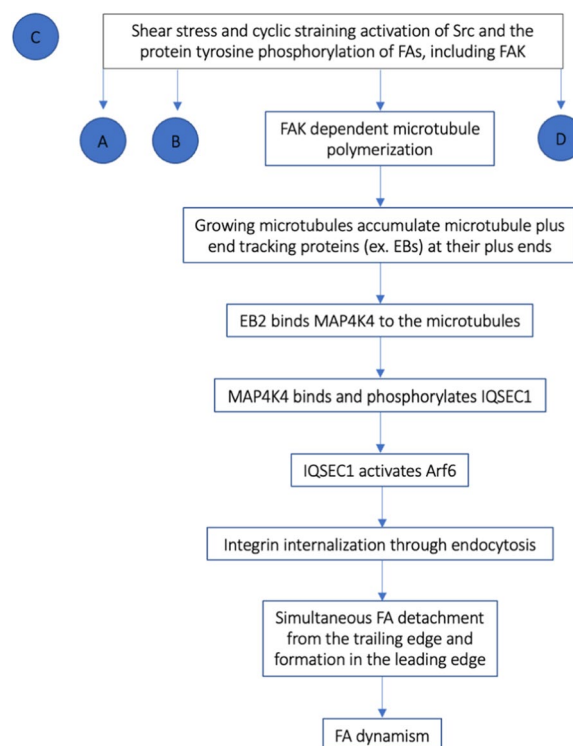 C
Shear stress and cyclic straining activation of Src and the
protein tyrosine phosphorylation of FAs, including FAK
A
B
FAK dependent microtubule
polymerization
D
Growing microtubules accumulate microtubule plus
end tracking proteins (ex. EBs) at their plus ends
EB2 binds MAP4K4 to the microtubules
MAP4K4 binds and phosphorylates IQSEC1
IQSEC1 activates Arf6
Integrin internalization through endocytosis
Simultaneous FA detachment
from the trailing edge and
formation in the leading edge
FA dynamism